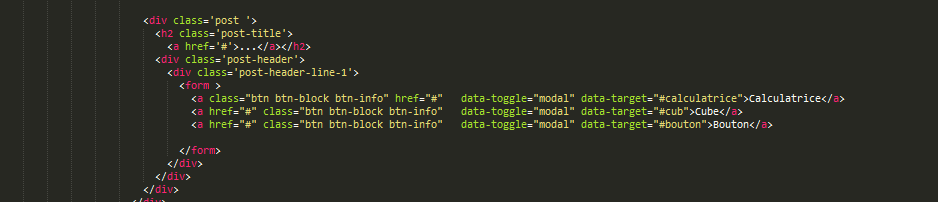 <div class='post '>
<h2 class='post-title'>
<a href='#'>...</a></h2>
<div class='post-header'>
<div class='post-header-line-1'>
<form >
<a class="btn btn-block btn-info" href="#"   data-toggle="modal" data-target="#calculatrice">Calculatrice</a>
<a href="#" class="btn btn-block btn-info"   data-toggle="modal" data-target="#cub">Cube</a>
<a href="#" class="btn btn-block btn-info"   data-toggle="modal" data-target="#bouton">Bouton</a>
</form>
</div>
</div>
</div>
</div>